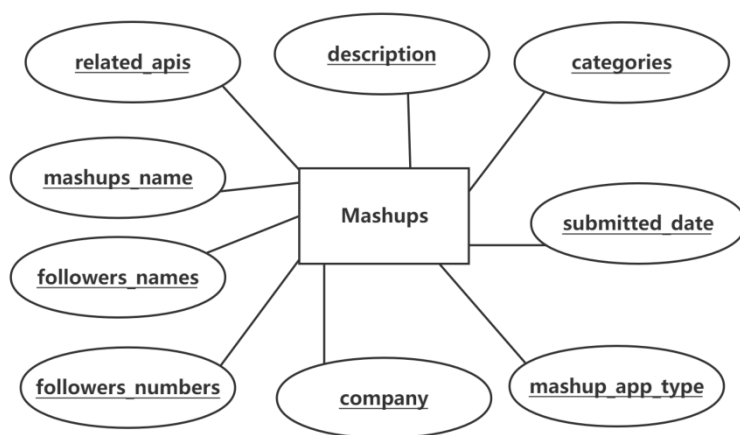 related_apis
description
categories
mashups_name
Mashups
submitted_date
followers_names
followers_numbers
company
mashup_app_type